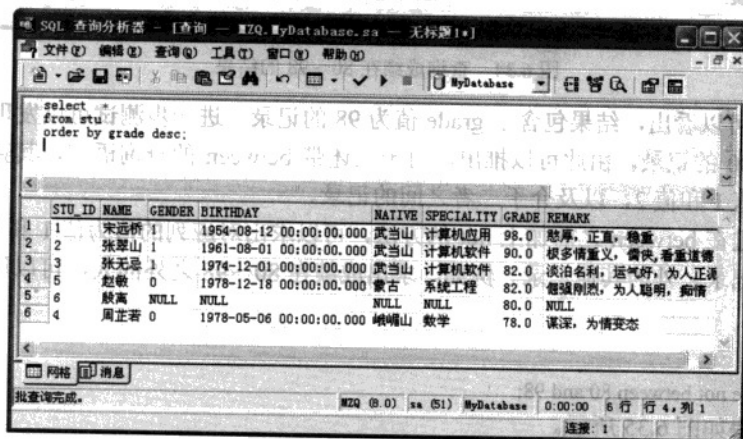 SQL 查询分析器 - [查询 — MZQ.MyDatabase.sa — 无标题1*]
文件(F) 编辑(E) 查询(Q) 工具(T) 窗口(W) 帮助(H)
MyDatabase
select
from stu
order by grade desc;
STU_ID NAME GENDER BIRTHDAY NATIVE SPECIALITY GRADE REMARK
1 1 宋远桥 1 1954-08-12 00:00:00.000 武当山 计算机应用 98.0 憨厚，正直，稳重
2 2 张翠山 1 1961-08-01 00:00:00.000 武当山 计算机软件 90.0 极多情重义，儒侠，看重道德
3 3 张无忌 1974-12-03 00:00:00.000 武当山 计算机软件 82.0 淡泊名利，运气好，为人正派
4 5 赵敏 0 1978-12-18 00:00:00.000 蒙古 系统工程 82.0 倔强刚烈，为人聪明，痴情
5 6 殷离 NULL NULL NULL NULL 80.0 NULL
6 4 周芷若 0 1978-05-06 00:00:00.000 峨嵋山 数学 78.0 谋深，为情变态
网格 消息
批查询完成。 MZQ (8.0) sa (51) MyDatabase 0:00:00 6 行 行 4，列 1
连接: 1